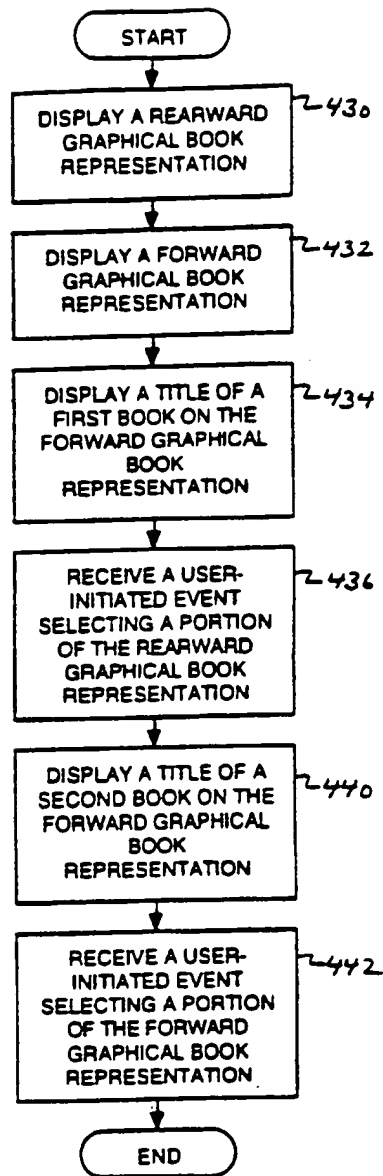 START
DISPLAY A REARWARD
GRAPHICAL BOOK
REPRESENTATION
430
DISPLAY A FORWARD
GRAPHICAL BOOK
REPRESENTATION
432
DISPLAY A TITLE OF A
FIRST BOOK ON THE
FORWARD GRAPHICAL
BOOK
REPRESENTATION
434
RECEIVE A USER-
INITIATED EVENT
SELECTING A PORTION
OF THE REARWARD
GRAPHICAL BOOK
REPRESENTATION
436
DISPLAY A TITLE OF A
SECOND BOOK ON THE
FORWARD GRAPHICAL
BOOK
REPRESENTATION
440
RECEIVE A USER-
INITIATED EVENT
SELECTING A PORTION
OF THE FORWARD
GRAPHICAL BOOK
REPRESENTATION
442
END